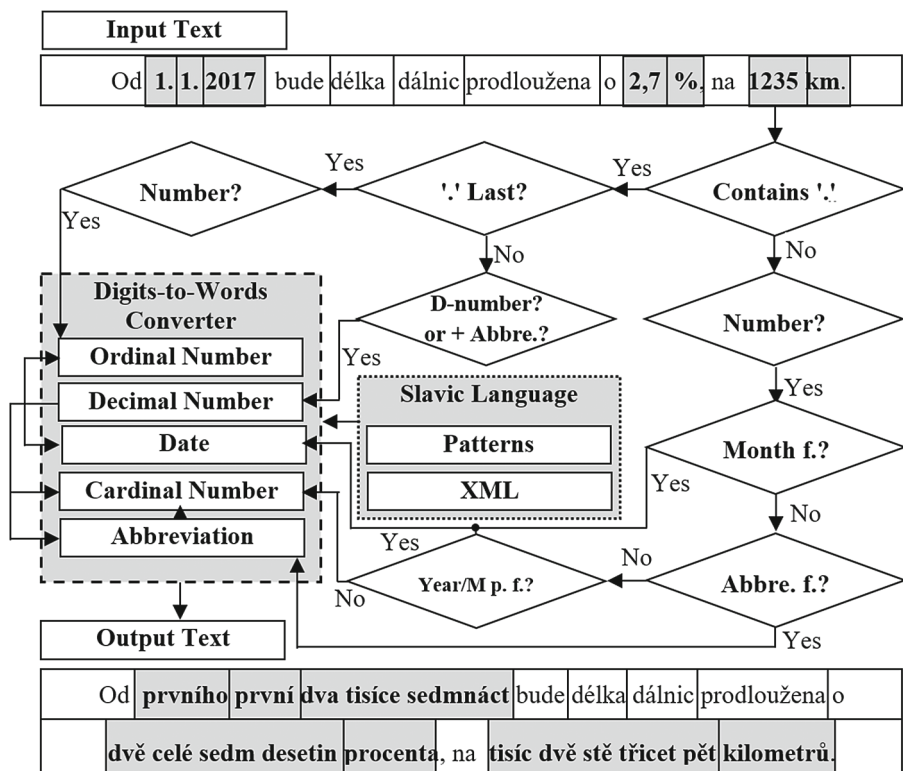 Input Text
Od 1. 1. 2017 bude délka dálnic prodloužena o 2,7 %, na 1235 km.
Yes Yes
Number? '.' Last? Contains '.'
Yes No No
Digits-to-Words
Converter
D-number?
or + Abbre.?
Number?
Ordinal Number
Yes
Yes
Decimal Number
Slavic Language
Date
Patterns
Month f.?
Cardinal Number
XML
Yes
No
Abbreviation
Yes
No
Year/M p. f.?
Abbre. f.?
No
Yes
Output Text
Od prvního první dva tisíce sedmnáct bude délka dálnic prodloužena o
dvě celé sedm desetin procenta, na tisíc dvě stě třicet pět kilometrů.